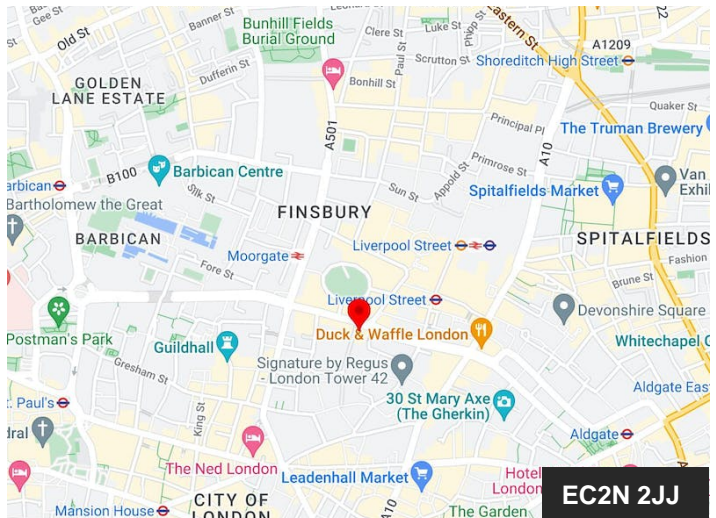 Gee St
Banner St
Old St
Bunhill Fields
Burial Ground
Clere St
Luke St
Paul St
Scrutton St
Phipp St
Eastern St
A1209
Shoreditch High Street
Dufferin St
Bonhill St
GOLDEN
LANE ESTATE
A501
Quaker St
Principal Pl
The Truman Brewery
A10
B100
Barbican Centre
arbican
Silk St
Primrose St
Appold St
Sun St
Spitalfields Market
Van
Exhil
Bartholomew the Great
FINSBURY
BARBICAN
Moorgate
Liverpool Street
SPITALFIELDS
Fore St
Fashion
Brune St
Liverpool Street
Devonshire Square
Postman's Park
Duck & Waffle London
Whitechapel
Guildhall
Signature by Regus
- London Tower 42
Gresham St
30 St Mary Axe
(The Gherkin)
Aldgate East
t. Paul's
King St
Aldgate
dral
The Ned London
Leadenhall Market
Hotel
London
EC2N 2JJ
CITY OF
LONDON
A10
Mansion House
The Garden